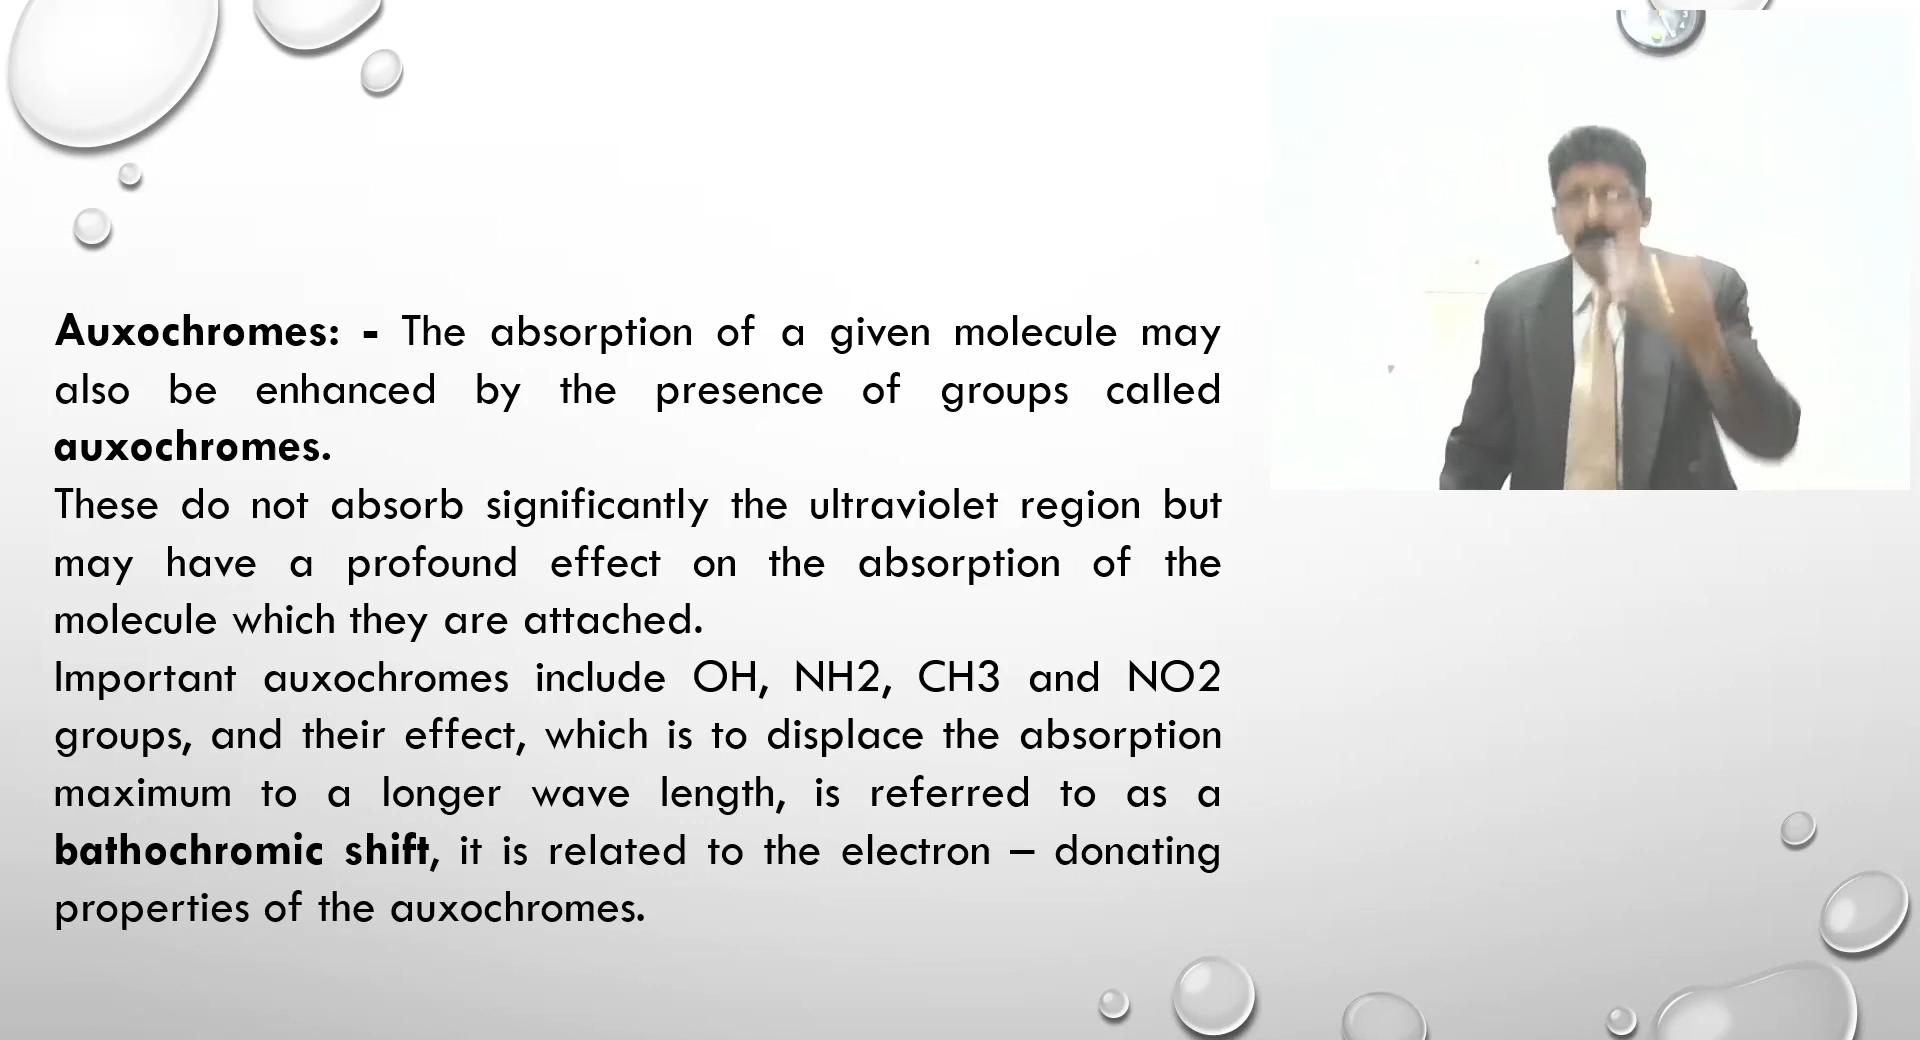 Auxochromes: - The absorption of a given molecule may
also be enhanced by the presence of groups called
auxochromes.
These do not absorb significantly the ultraviolet region but
may have a profound effect on the absorption of the
molecule which they are attached.
Important auxochromes include OH, NH2, CH3 and NO2
groups, and their effect, which is to displace the absorption
maximum to a longer wave length, is referred to as a
bathochromic shift, it is related to the electron – donating
properties of the auxochromes.